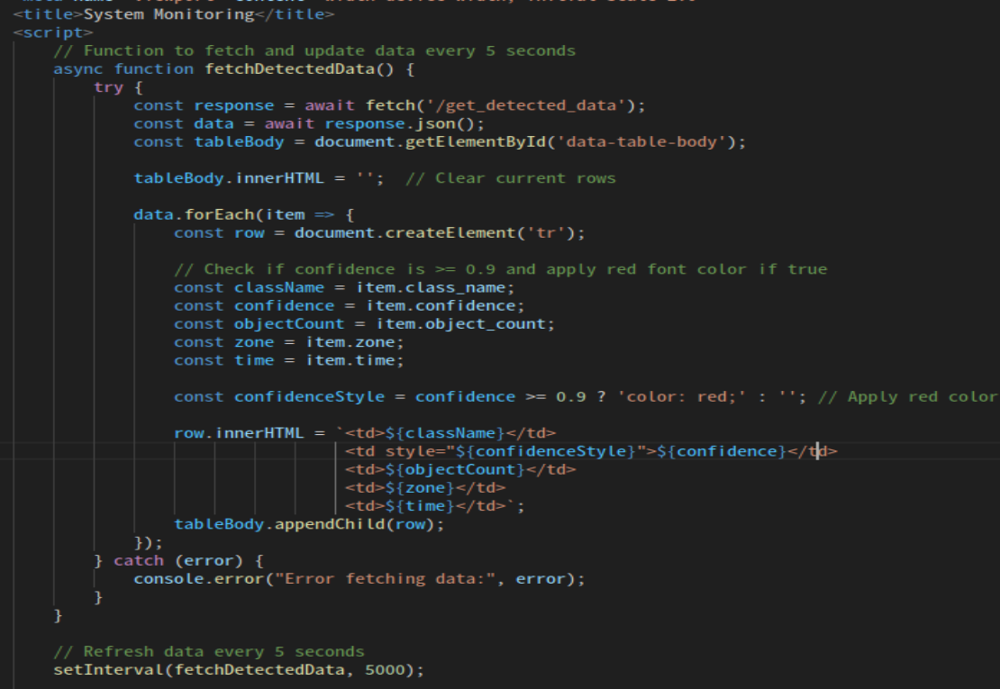 <title>System Monitoring</title>
<script>
// Function to fetch and update data every 5 seconds
async function fetchDetectedData() {
try {
const response = await fetch('/get_detected_data');
const data = await response.json();
const tableBody = document.getElementById('data-table-body');
tableBody.innerHTML = ''; // Clear current rows
data.forEach(item => {
const row = document.createElement('tr');
// Check if confidence is >= 0.9 and apply red font color if true
const className = item.class_name;
const confidence = item.confidence;
const objectCount = item.object_count;
const zone = item.zone;
const time = item.time;
const confidenceStyle = confidence >= 0.9 ? 'color: red;' : ''; // Apply red color
row.innerHTML = `<td>${className}</td>
<td style="${confidenceStyle}">${confidence}</td>
<td>${objectCount}</td>
<td>${zone}</td>
<td>${time}</td>`;
tableBody.appendChild(row);
});
} catch (error) {
console.error("Error fetching data:", error);
}
}
// Refresh data every 5 seconds
setInterval(fetchDetectedData, 5000);